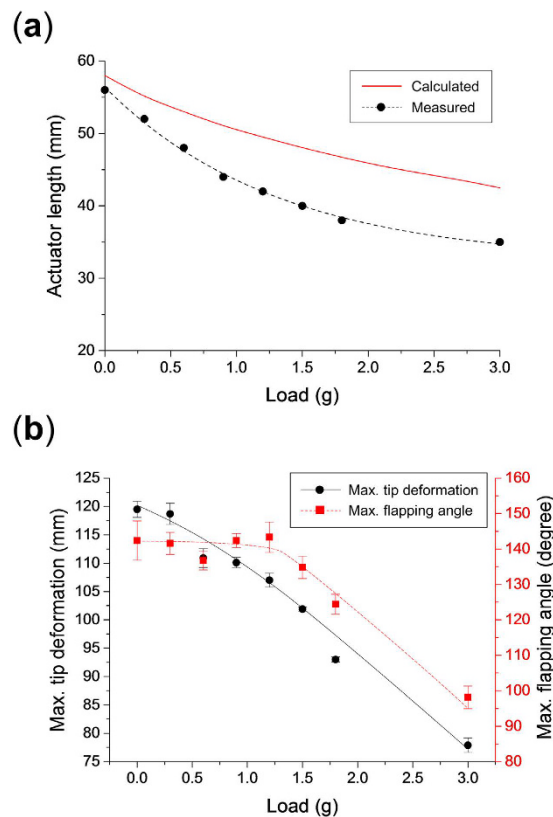 (a)
60
50
40
30
20
Actuator length (mm)
Calculated
Measured
0.0 0.5 1.0 1.5 2.0 2.5 3.0
Load (g)
(b)
125
120
115
110
105
100
95
90
85
80
75
Max. tip deformation (mm)
Max. tip deformation
Max. flapping angle
160
150
140
130
120
110
100
90
80
Max. flapping angle (degree)
0.0 0.5 1.0 1.5 2.0 2.5 3.0
Load (g)